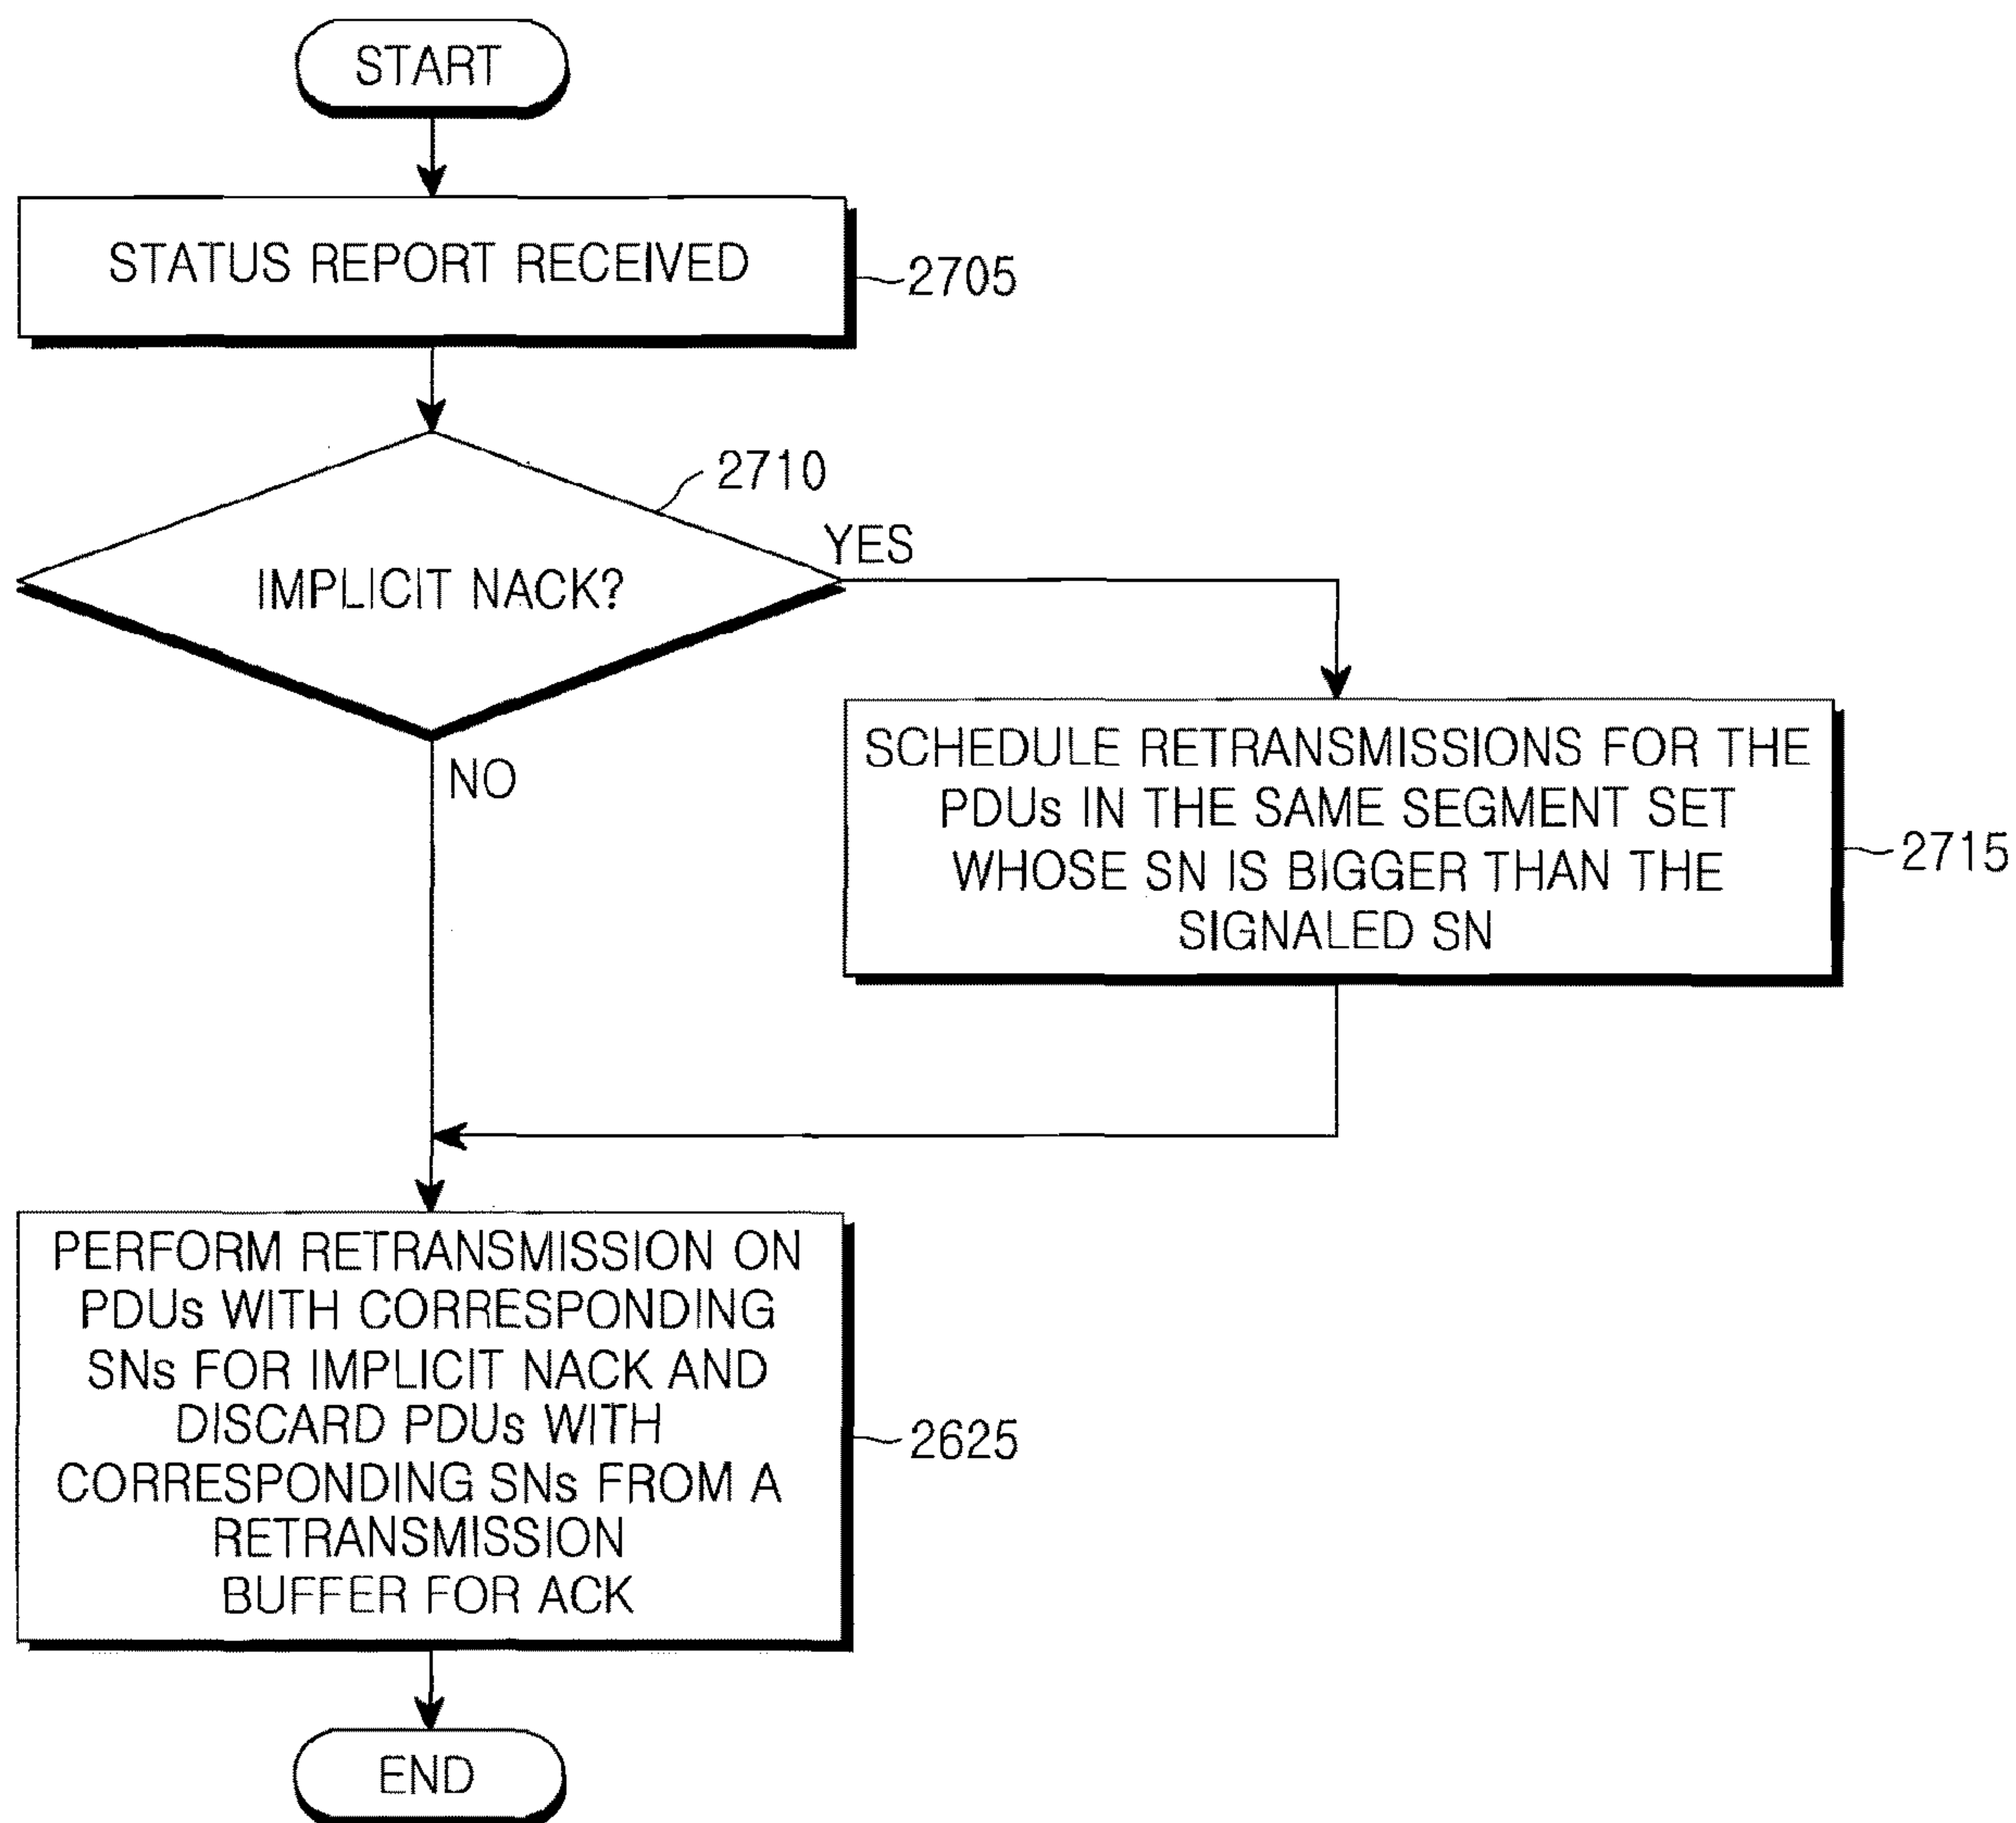 START
STATUS REPORT RECEIVED
2705
2710
IMPLICIT NACK?
YES
NO
SCHEDULE RETRANSMISSIONS FOR THE
PDUs IN THE SAME SEGMENT SET
WHOSE SN IS BIGGER THAN THE
SIGNALED SN
2715
PERFORM RETRANSMISSION ON
PDUs WITH CORRESPONDING
SNs FOR IMPLICIT NACK AND
DISCARD PDUs WITH
CORRESPONDING SNs FROM A
RETRANSMISSION
BUFFER FOR ACK
2625
END